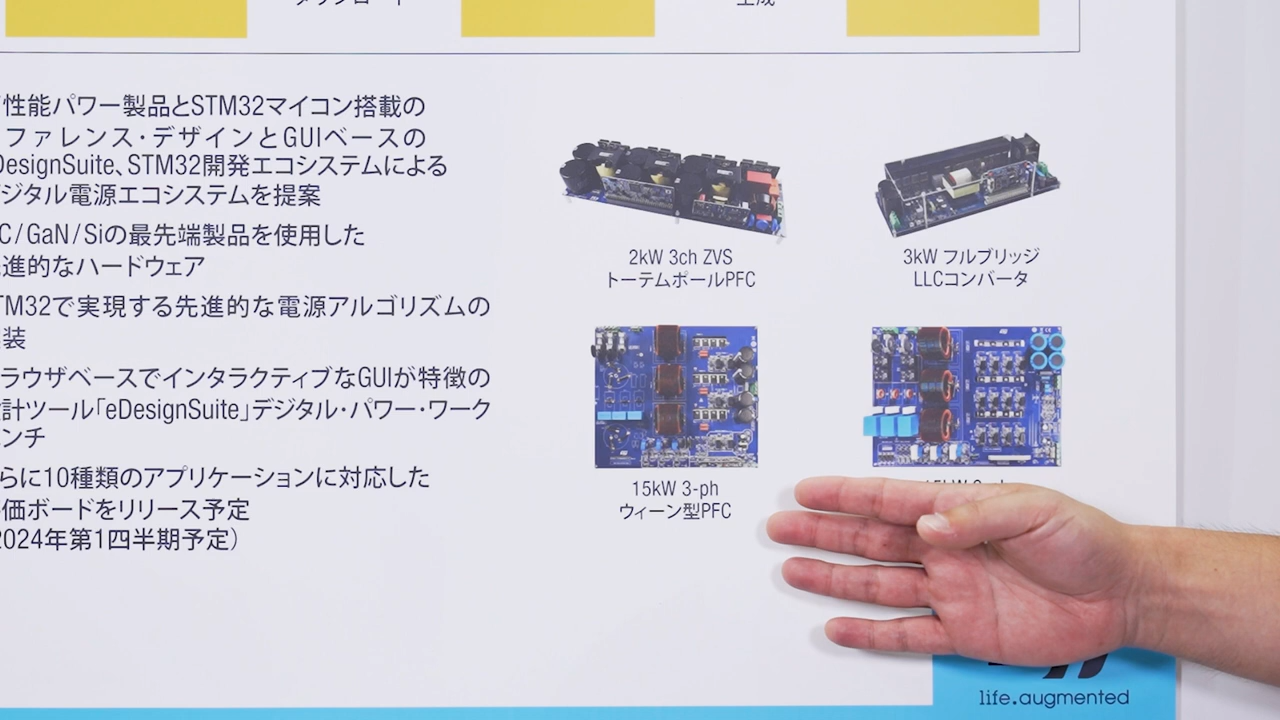 ダウンロード
生成
性能パワー製品とSTM32マイコン搭載の
ファレンス・デザインとGUIベースの
DesignSuite、STM32開発エコシステムによる
デジタル電源エコシステムを提案
C/GaN/Siの最先端製品を使用した
進的なハードウェア
TM32で実現する先進的な電源アルゴリズムの
装
ラウザベースでインタラクティブなGUIが特徴の
計ツール「eDesignSuite」デジタル・パワー・ワーク
ンチ
らに10種類のアプリケーションに対応した
価ボードをリリース予定
2024年第1四半期予定）
2kW 3ch ZVS
トーテムポールPFC
3kW フルブリッジ
LLCコンバータ
15kW 3-ph
ウィーン型PFC
life.augmented